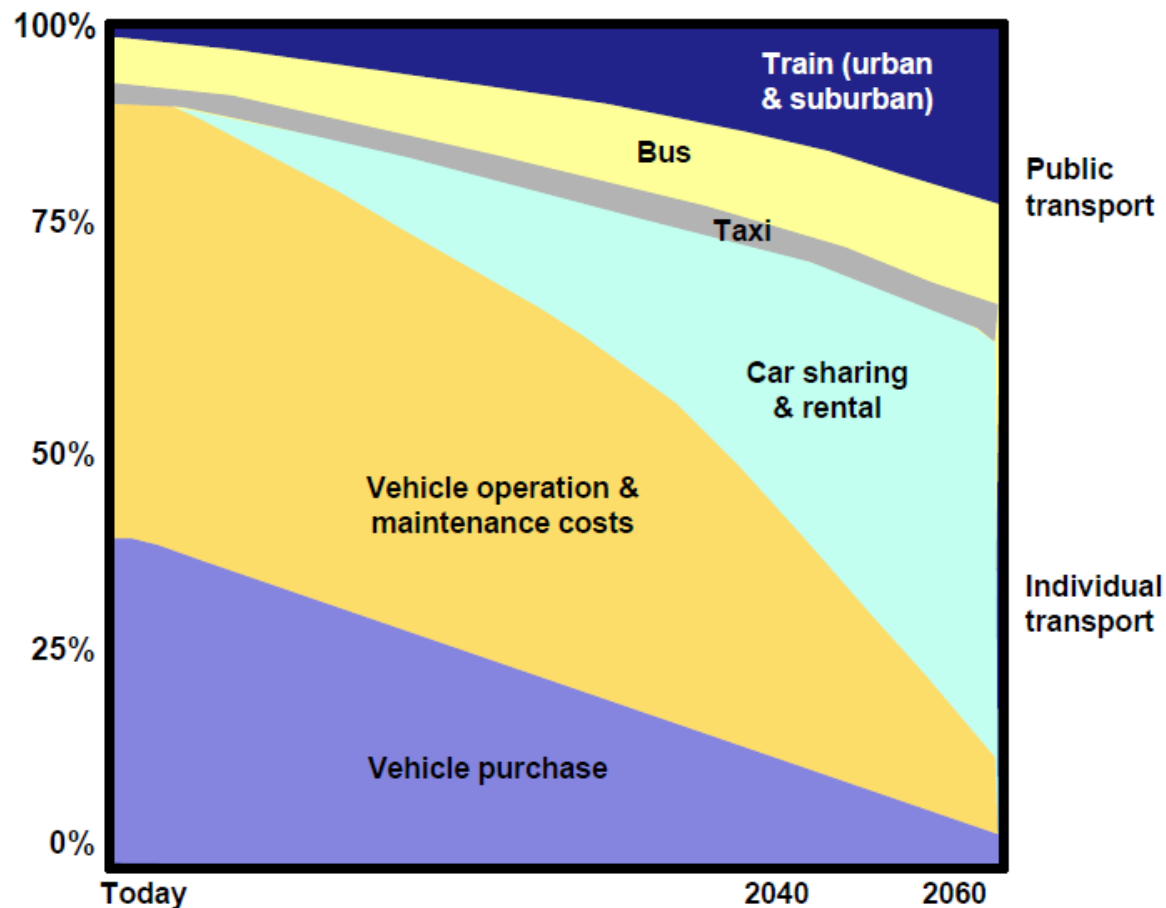 100%
75%
50%
25%
0%
Train (urban
& suburban)
Bus
Taxi
Car sharing
& rental
Vehicle operation &
maintenance costs
Vehicle purchase
Public
transport
Individual
transport
Today
2040
2060